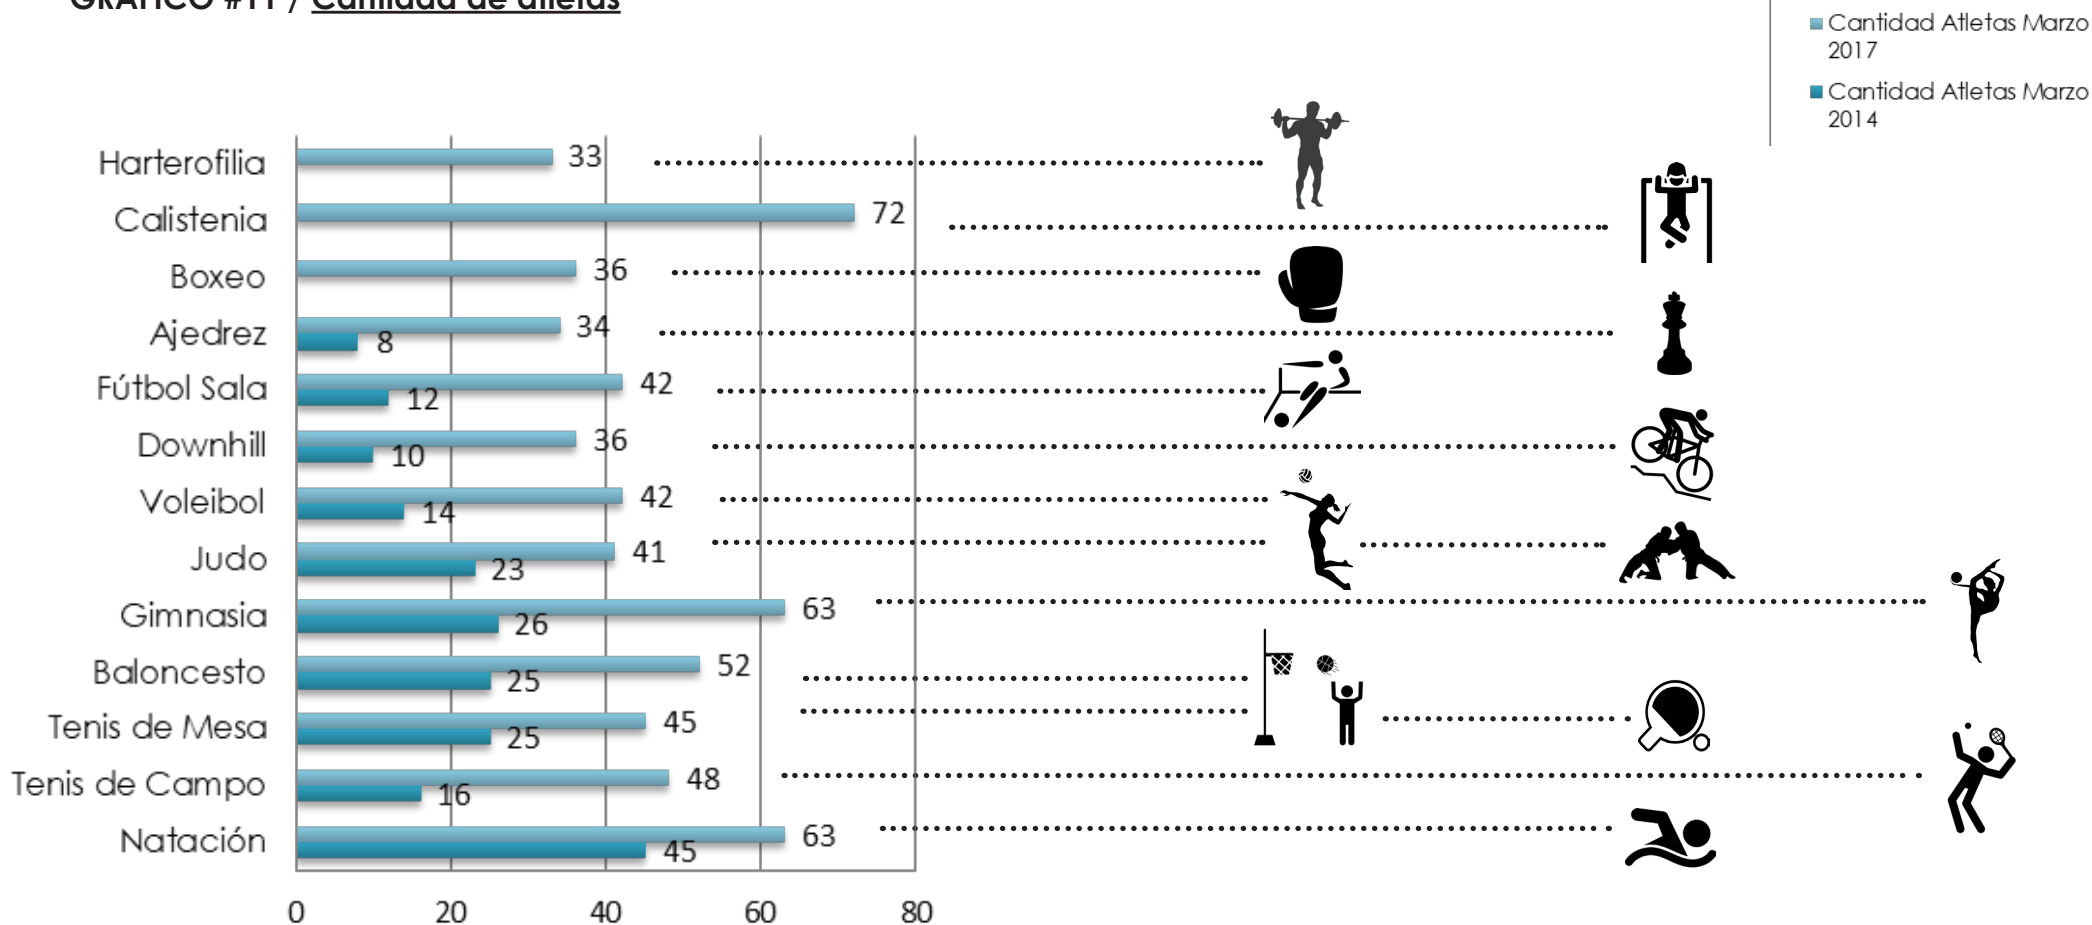 GRÁFICO #11 / Cantidad de atletas
Cantidad Atletas Marzo
2017
Cantidad Atletas Marzo
2014
Harterofilia 33
Calistenia 72
Boxeo 36
Ajedrez 34
8
Fútbol Sala 42
12
Downhill 36
10
Voleibol 42
14
Judo 41
23
Gimnasia 63
26
Baloncesto 52
25
Tenis de Mesa 45
25
Tenis de Campo 48
16
Natación 63
45
0 20 40 60 80